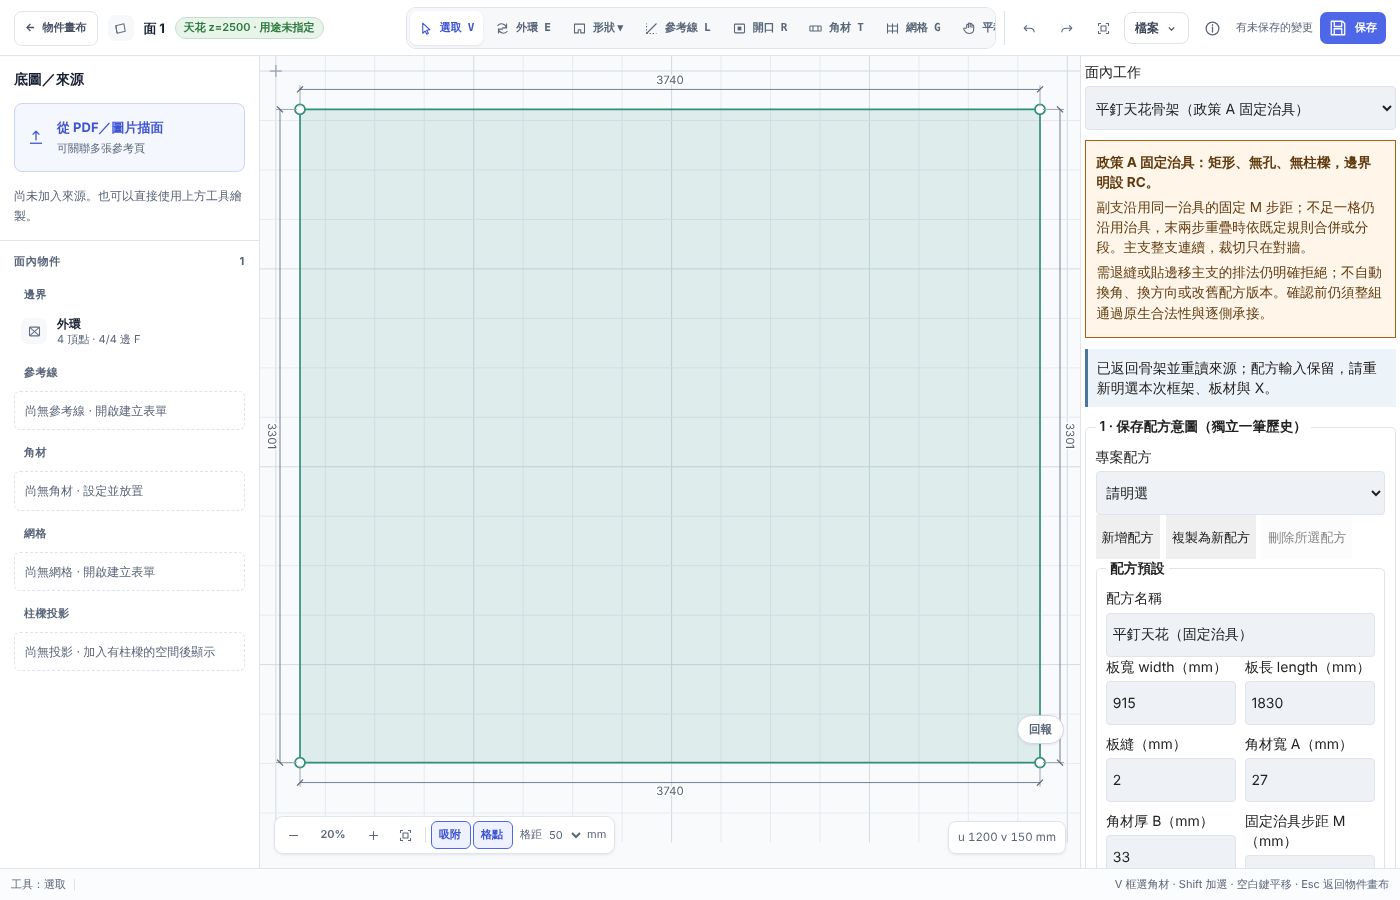 物件畫布
面 1
天花 z=2500 · 用途未指定
選取 V
外環 E
形狀▾
參考線 L
開口 R
角材 T
網格 G
檔案
有未保存的變更
保存
底圖／來源
從 PDF／圖片描面
可關聯多張參考頁
尚未加入來源。也可以直接使用上方工具繪
製。
面內物件
1
邊界
外環
4 頂點 · 4/4 邊 F
參考線
尚無參考線 · 開啟建立表單
角材
尚無角材 · 設定並放置
網格
尚無網格 · 開啟建立表單
柱樑投影
尚無投影 · 加入有柱樑的空間後顯示
3740
3301
3301
3740
回報
20%
吸附
格點
格距 50 mm
u 1200 v 150 mm
面內工作
平釘天花骨架（政策 A 固定治具）
政策 A 固定治具：矩形、無孔、無柱樑，邊界
明設 RC。
副支沿用同一治具的固定 M 步距；不足一格仍
沿用治具，末兩步重疊時依既定規則合併或分
段。主支整支連續，裁切只在對牆。
需退縫或貼邊移主支的排法仍明確拒絕；不自動
換角、換方向或改舊配方版本。確認前仍須整組
通過原生合法性與逐側承接。
已返回骨架並重讀來源；配方輸入保留，請重
新明選本次框架、板材與 X。
1 · 保存配方意圖（獨立一筆歷史）
專案配方
請明選
新增配方
複製為新配方
刪除所選配方
配方預設
配方名稱
平釘天花（固定治具）
板寬 width（mm）
板長 length（mm）
915
1830
板縫（mm）
角材寬 A（mm）
2
27
角材厚 B（mm）
固定治具步距 M
（mm）
33
工具：選取
V 框選角材 · Shift 加選 · 空白鍵平移 · Esc 返回物件畫布